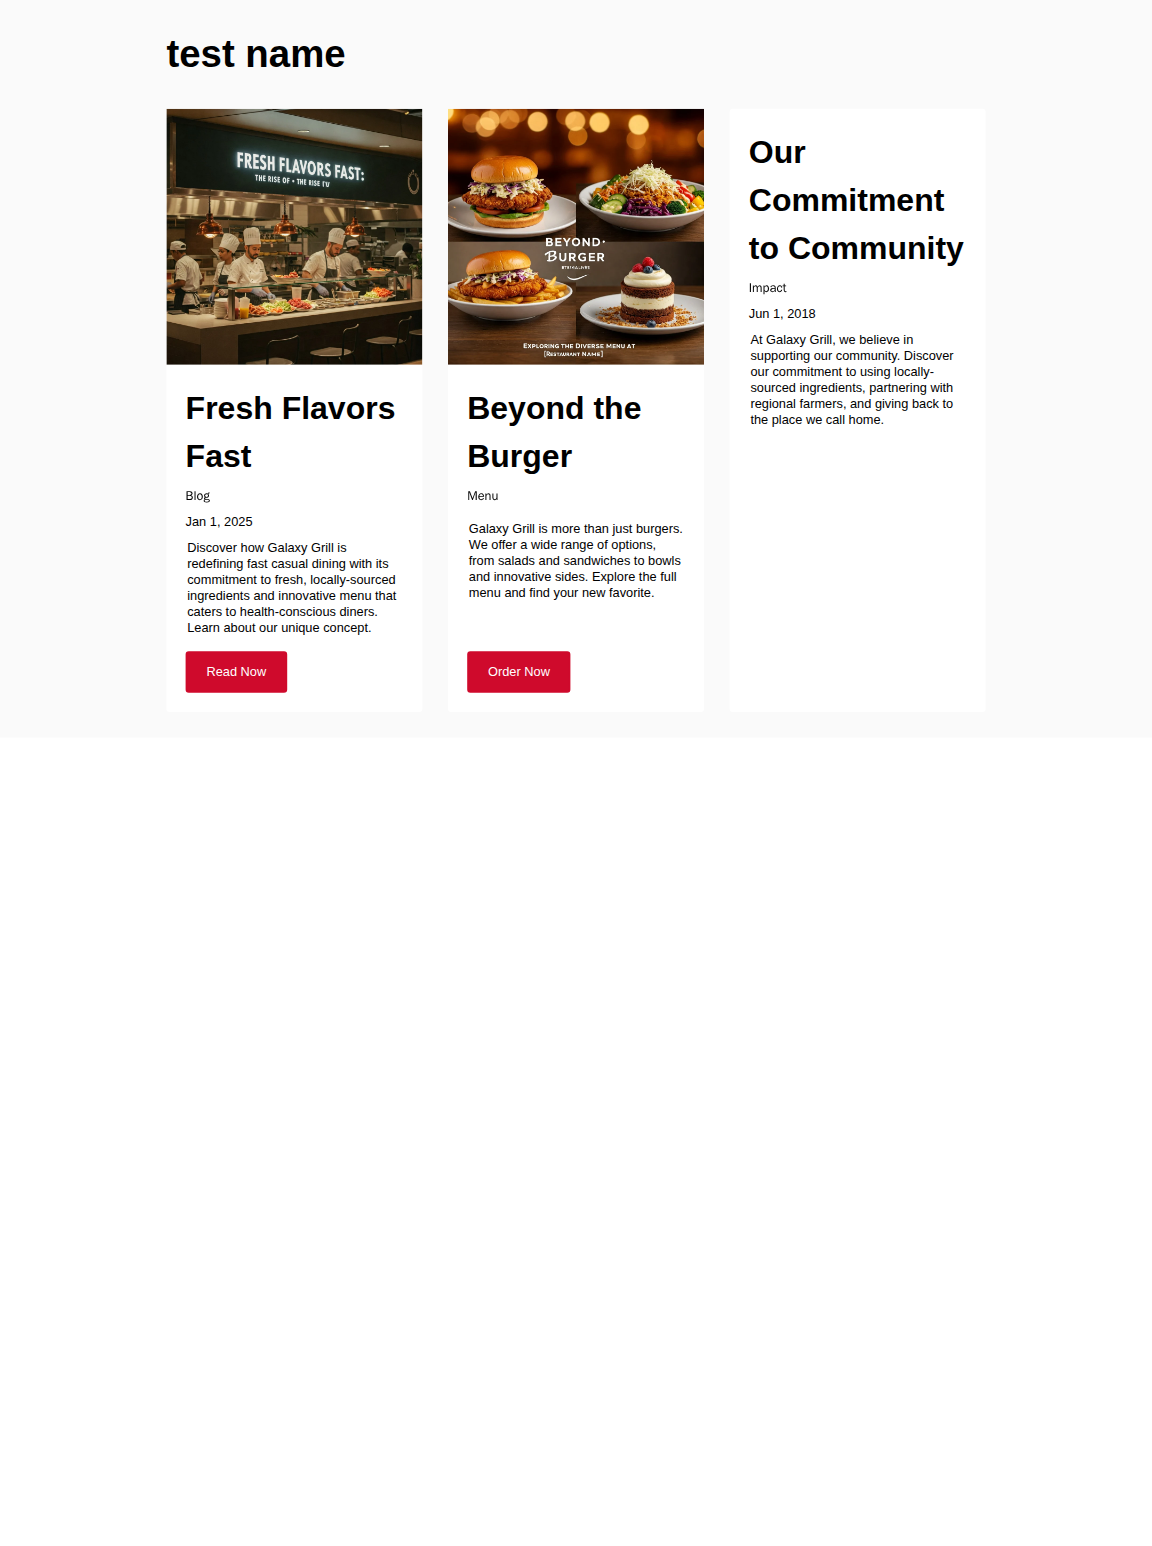 test name
FRESH FLAVORS FAST:
THE RISE OF • THE RISE I'U
BEYOND•
BURGER
EXPLORING THE DIVERSE MENU AT
[RESTAURANT NAME]
Fresh Flavors
Fast
Blog
Jan 1, 2025
Discover how Galaxy Grill is
redefining fast casual dining with its
commitment to fresh, locally-sourced
ingredients and innovative menu that
caters to health-conscious diners.
Learn about our unique concept.
Read Now
Beyond the
Burger
Menu
Galaxy Grill is more than just burgers.
We offer a wide range of options,
from salads and sandwiches to bowls
and innovative sides. Explore the full
menu and find your new favorite.
Order Now
Our
Commitment
to Community
Impact
Jun 1, 2018
At Galaxy Grill, we believe in
supporting our community. Discover
our commitment to using locally-
sourced ingredients, partnering with
regional farmers, and giving back to
the place we call home.